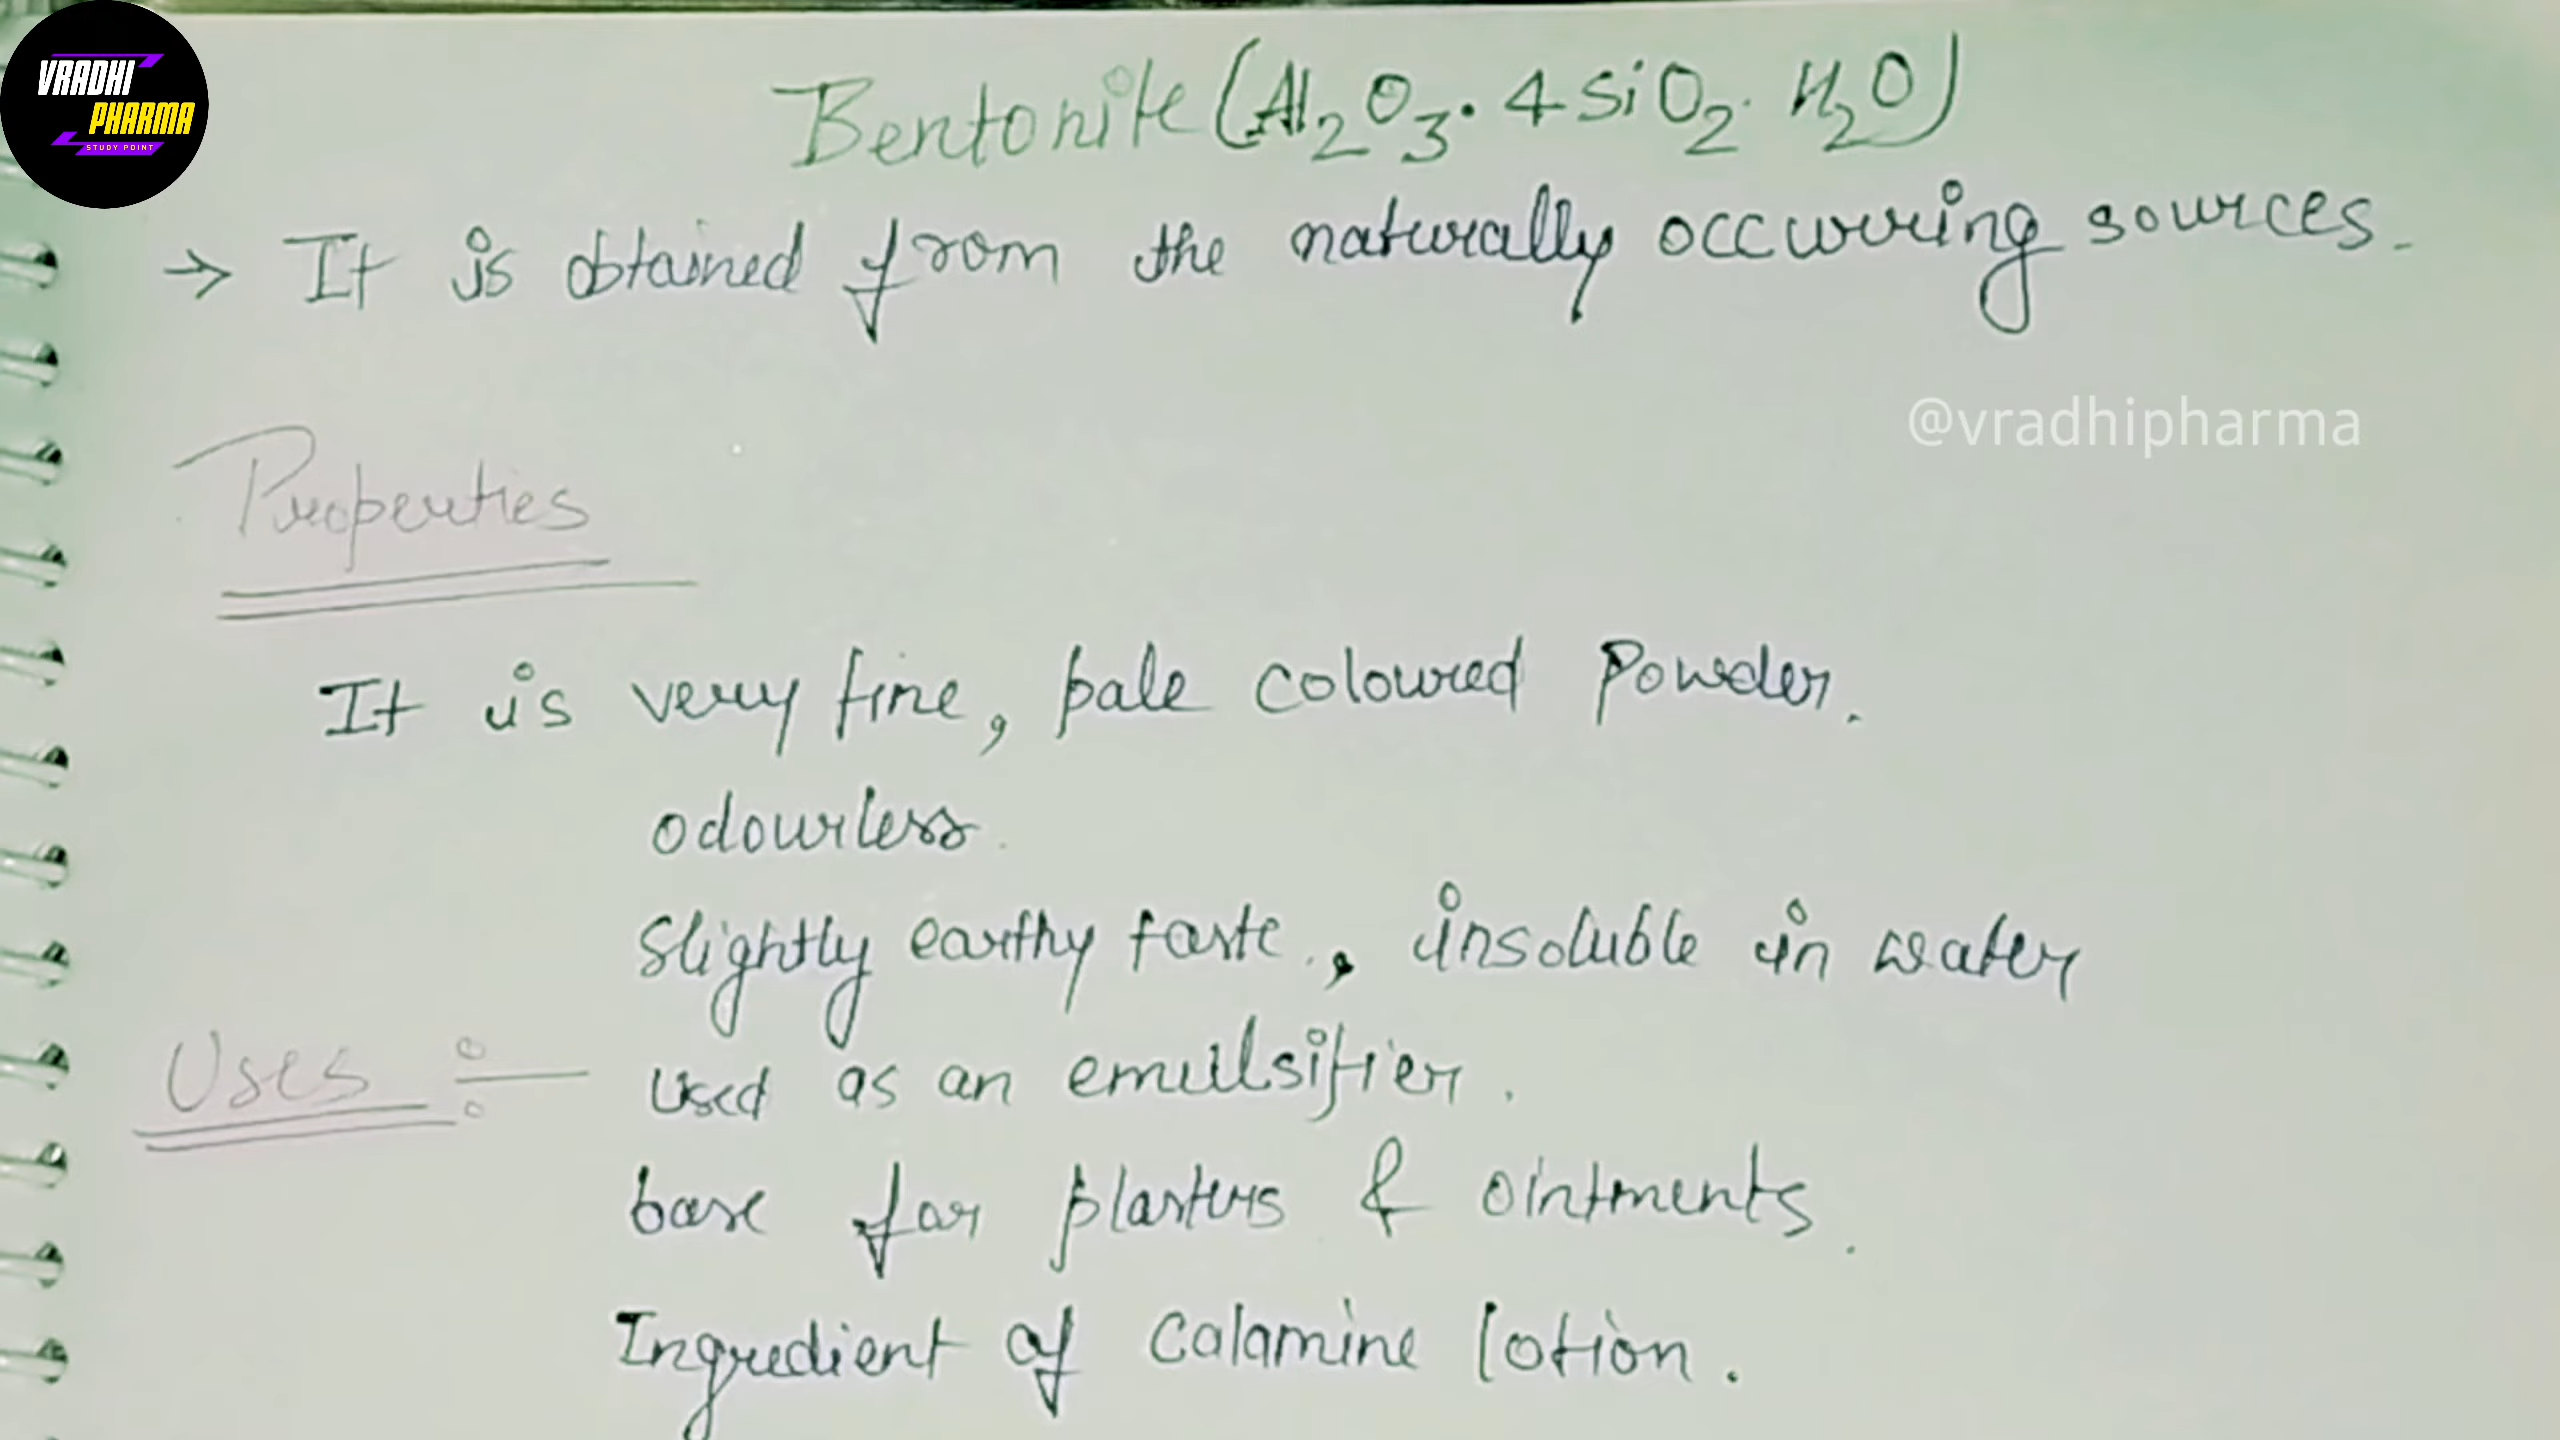 VRADHI
PHARMA
STUDY POINT
Bentonite (Al₂O₃. 4SiO₂. H₂O)
→ It is obtained from the naturally occurring sources.
@vradhipharma
Properties
It is very fine, pale coloured Powder.
odourless.
Slightly earthy taste., insoluble in water
Uses ÷ Used as an emulsifier.
base for plasters & ointments.
Ingredient of Calamine lotion.